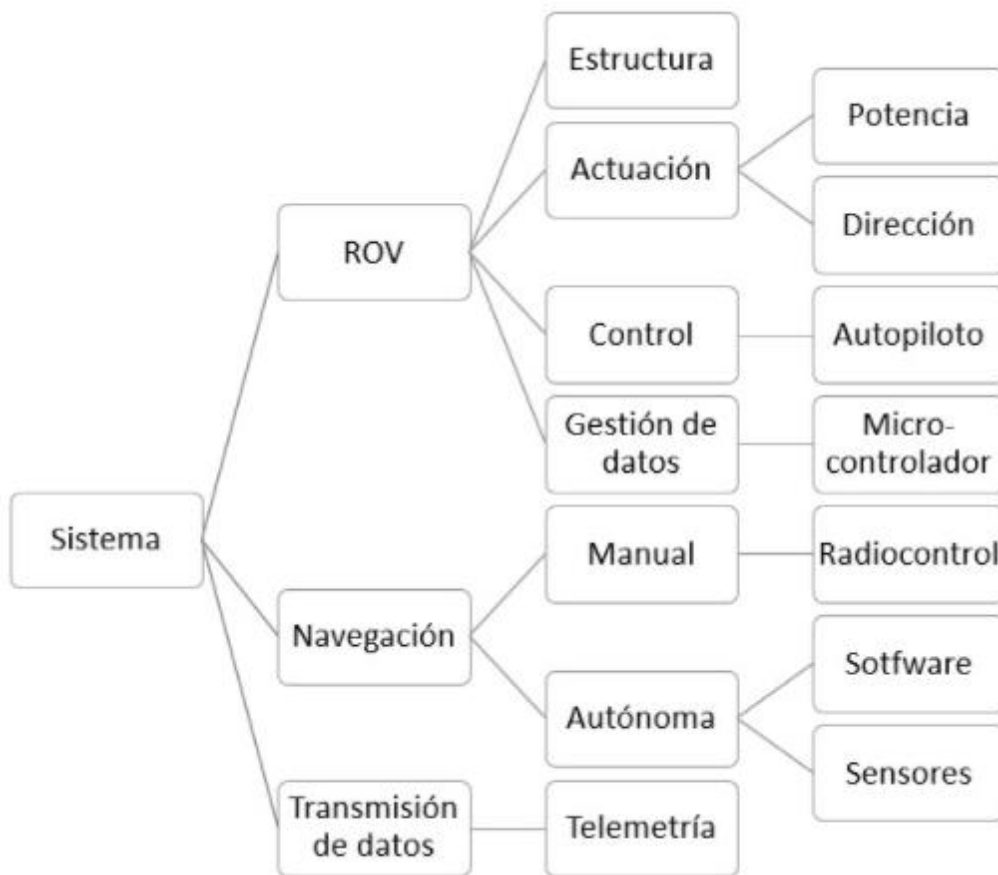 Estructura
Potencia
Actuación
Dirección
ROV
Control
Autopiloto
Gestión de
datos
Micro-
controlador
Sistema
Manual
Radiocontrol
Navegación
Sotfware
Autónoma
Sensores
Transmisión
de datos
Telemetría